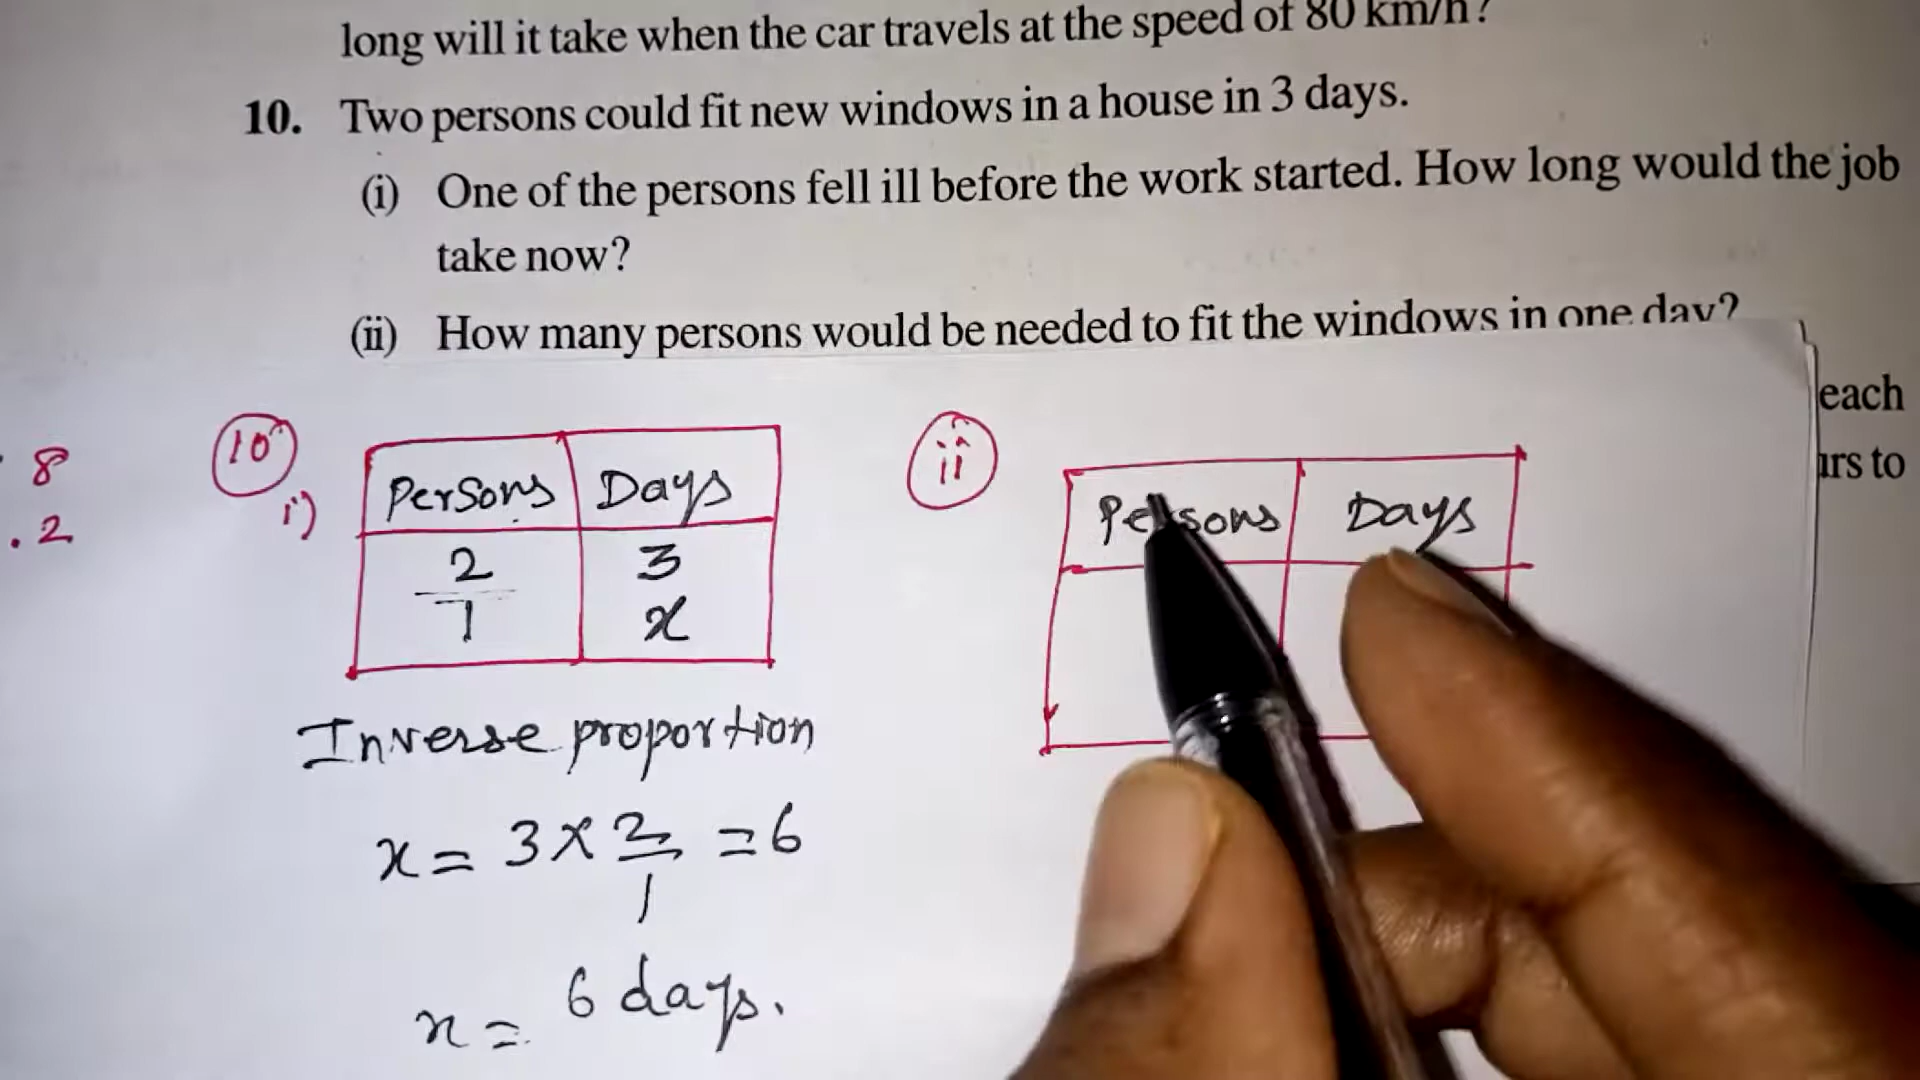 long will it take when the car travels at the speed of 80 km/h?
10. Two persons could fit new windows in a house in 3 days.
(i) One of the persons fell ill before the work started. How long would the job
take now?
(ii) How many persons would be needed to fit the windows in one day?
each
urs to
8
.2
10
i)
Persons Days
2 3
1 x
Inverse proportion
x = 3 × 2/1 = 6
x = 6 days.
ii
Persons Days